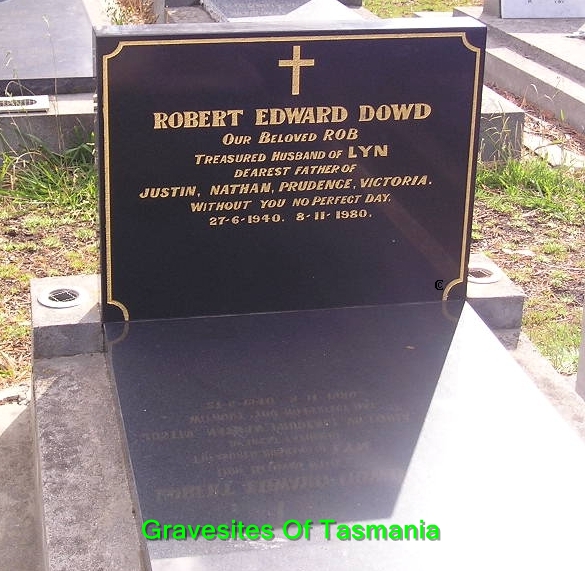 ROBERT EDWARD DOWD
OUR BELOVED ROB
TREASURED HUSBAND OF LYN
DEAREST FATHER OF
JUSTIN, NATHAN, PRUDENCE, VICTORIA.
WITHOUT YOU NO PERFECT DAY.
27-6-1940. 8-11-1980.
©
Gravesites Of Tasmania